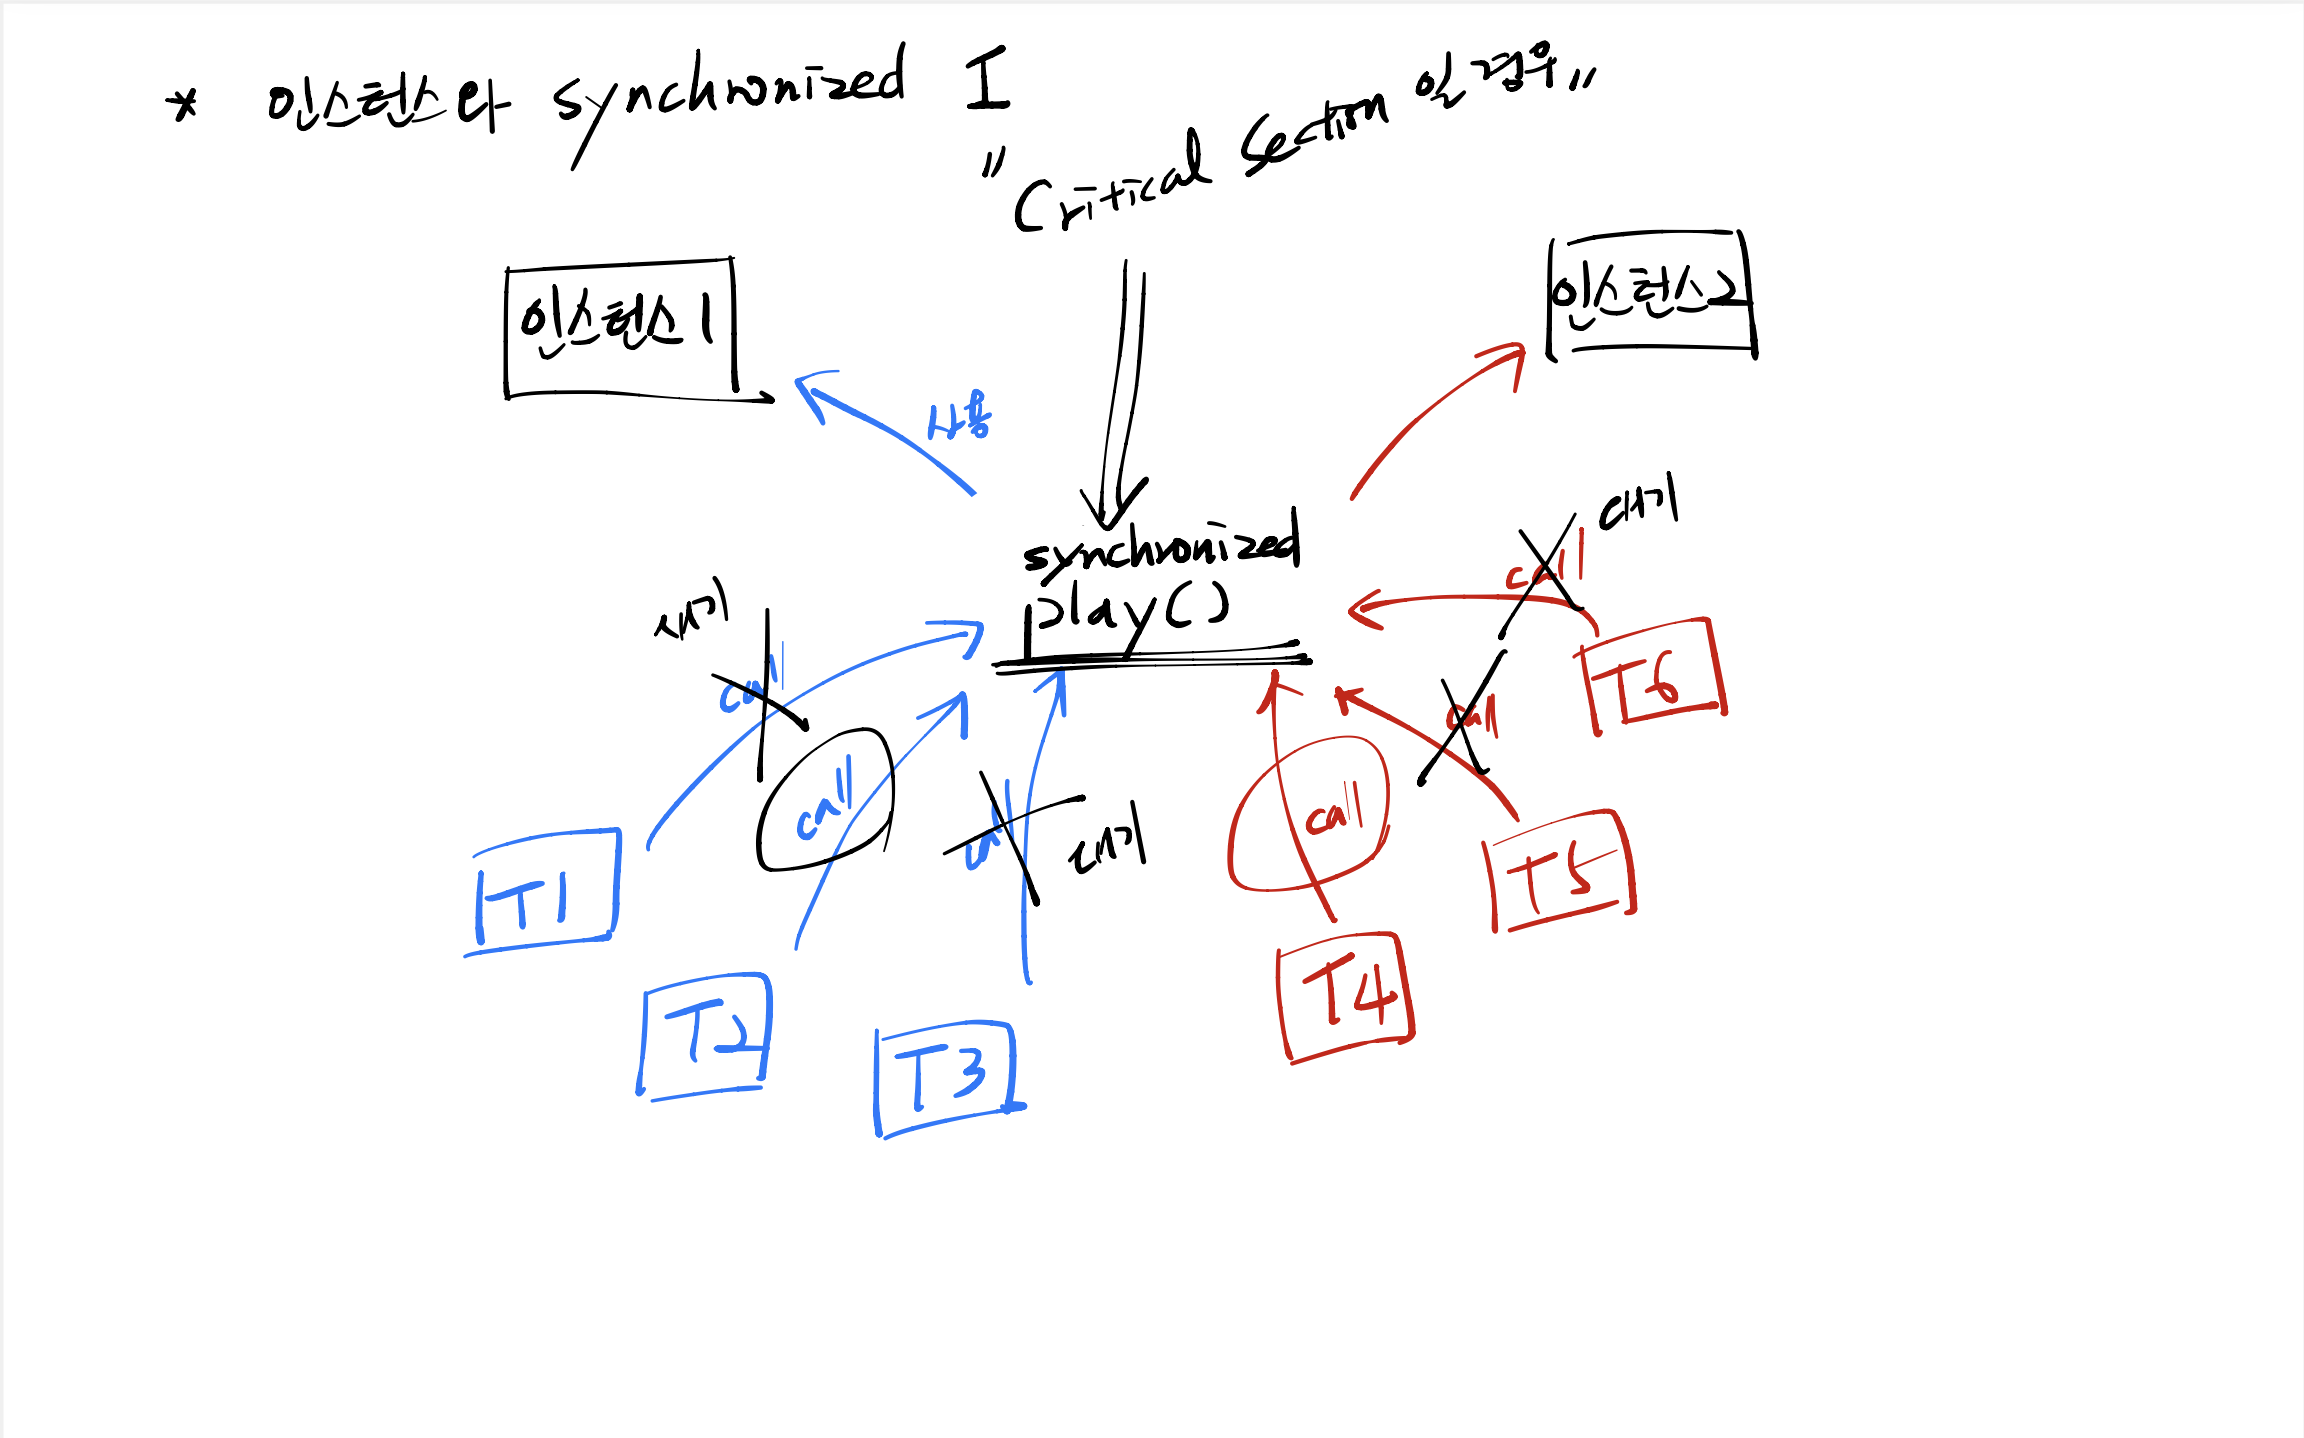 * 인스턴스와 synchronized I
" Critical Section 일 경우 "
인스턴스1
인스턴스2
사용
synchronized
play()
대기
call
call
call
대기
call
대기
call
call
T1
T2
T3
T4
T5
T6